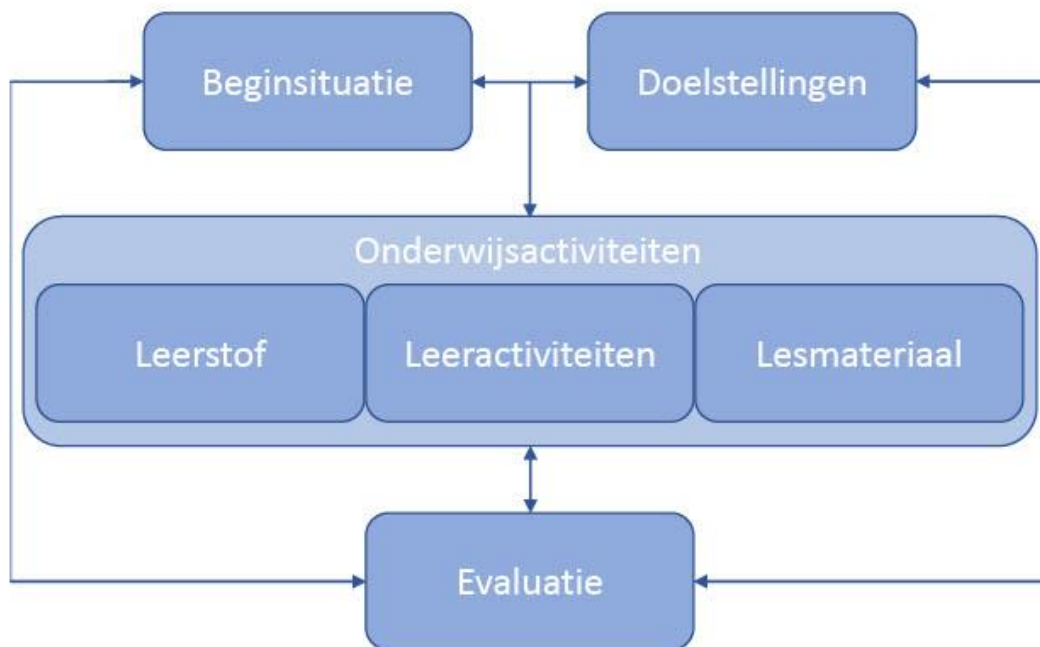 Beginsituatie
Doelstellingen
Onderwijsactiviteiten
Leerstof
Leeractiviteiten
Lesmateriaal
Evaluatie